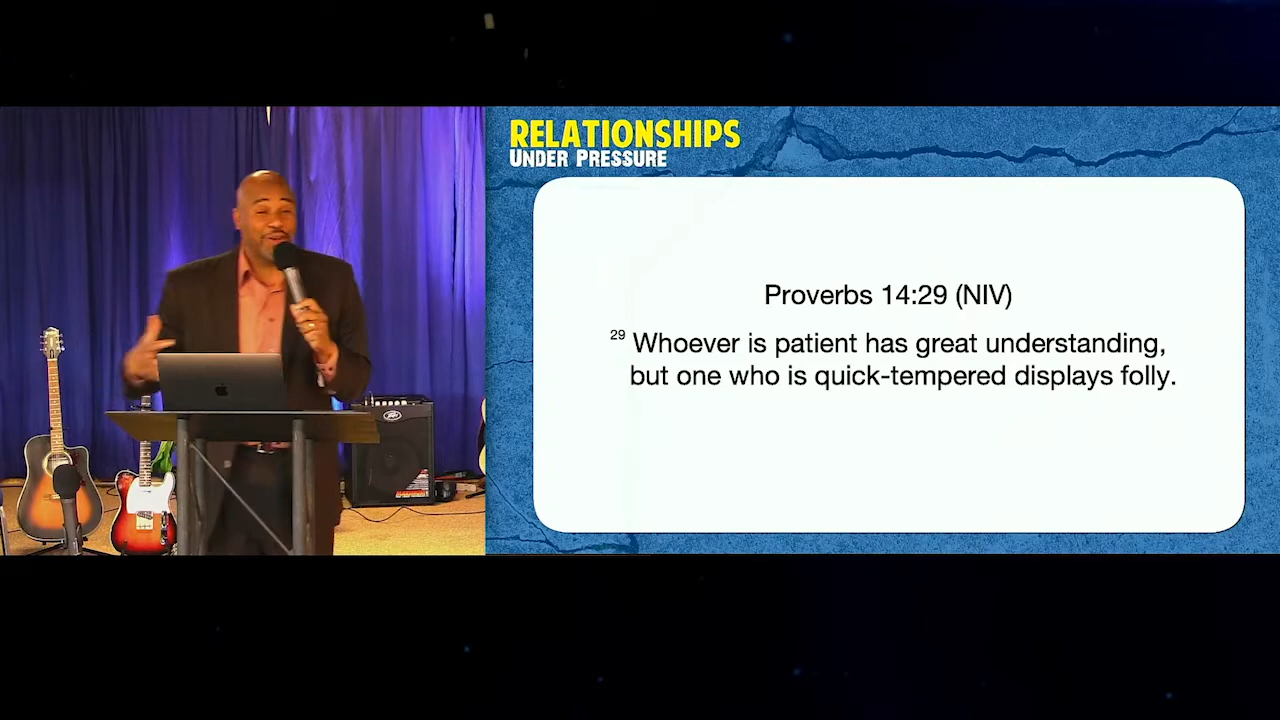 RELATIONSHIPS
UNDER PRESSURE
Proverbs 14:29 (NIV)
29 Whoever is patient has great understanding,
but one who is quick-tempered displays folly.
PEAVEY